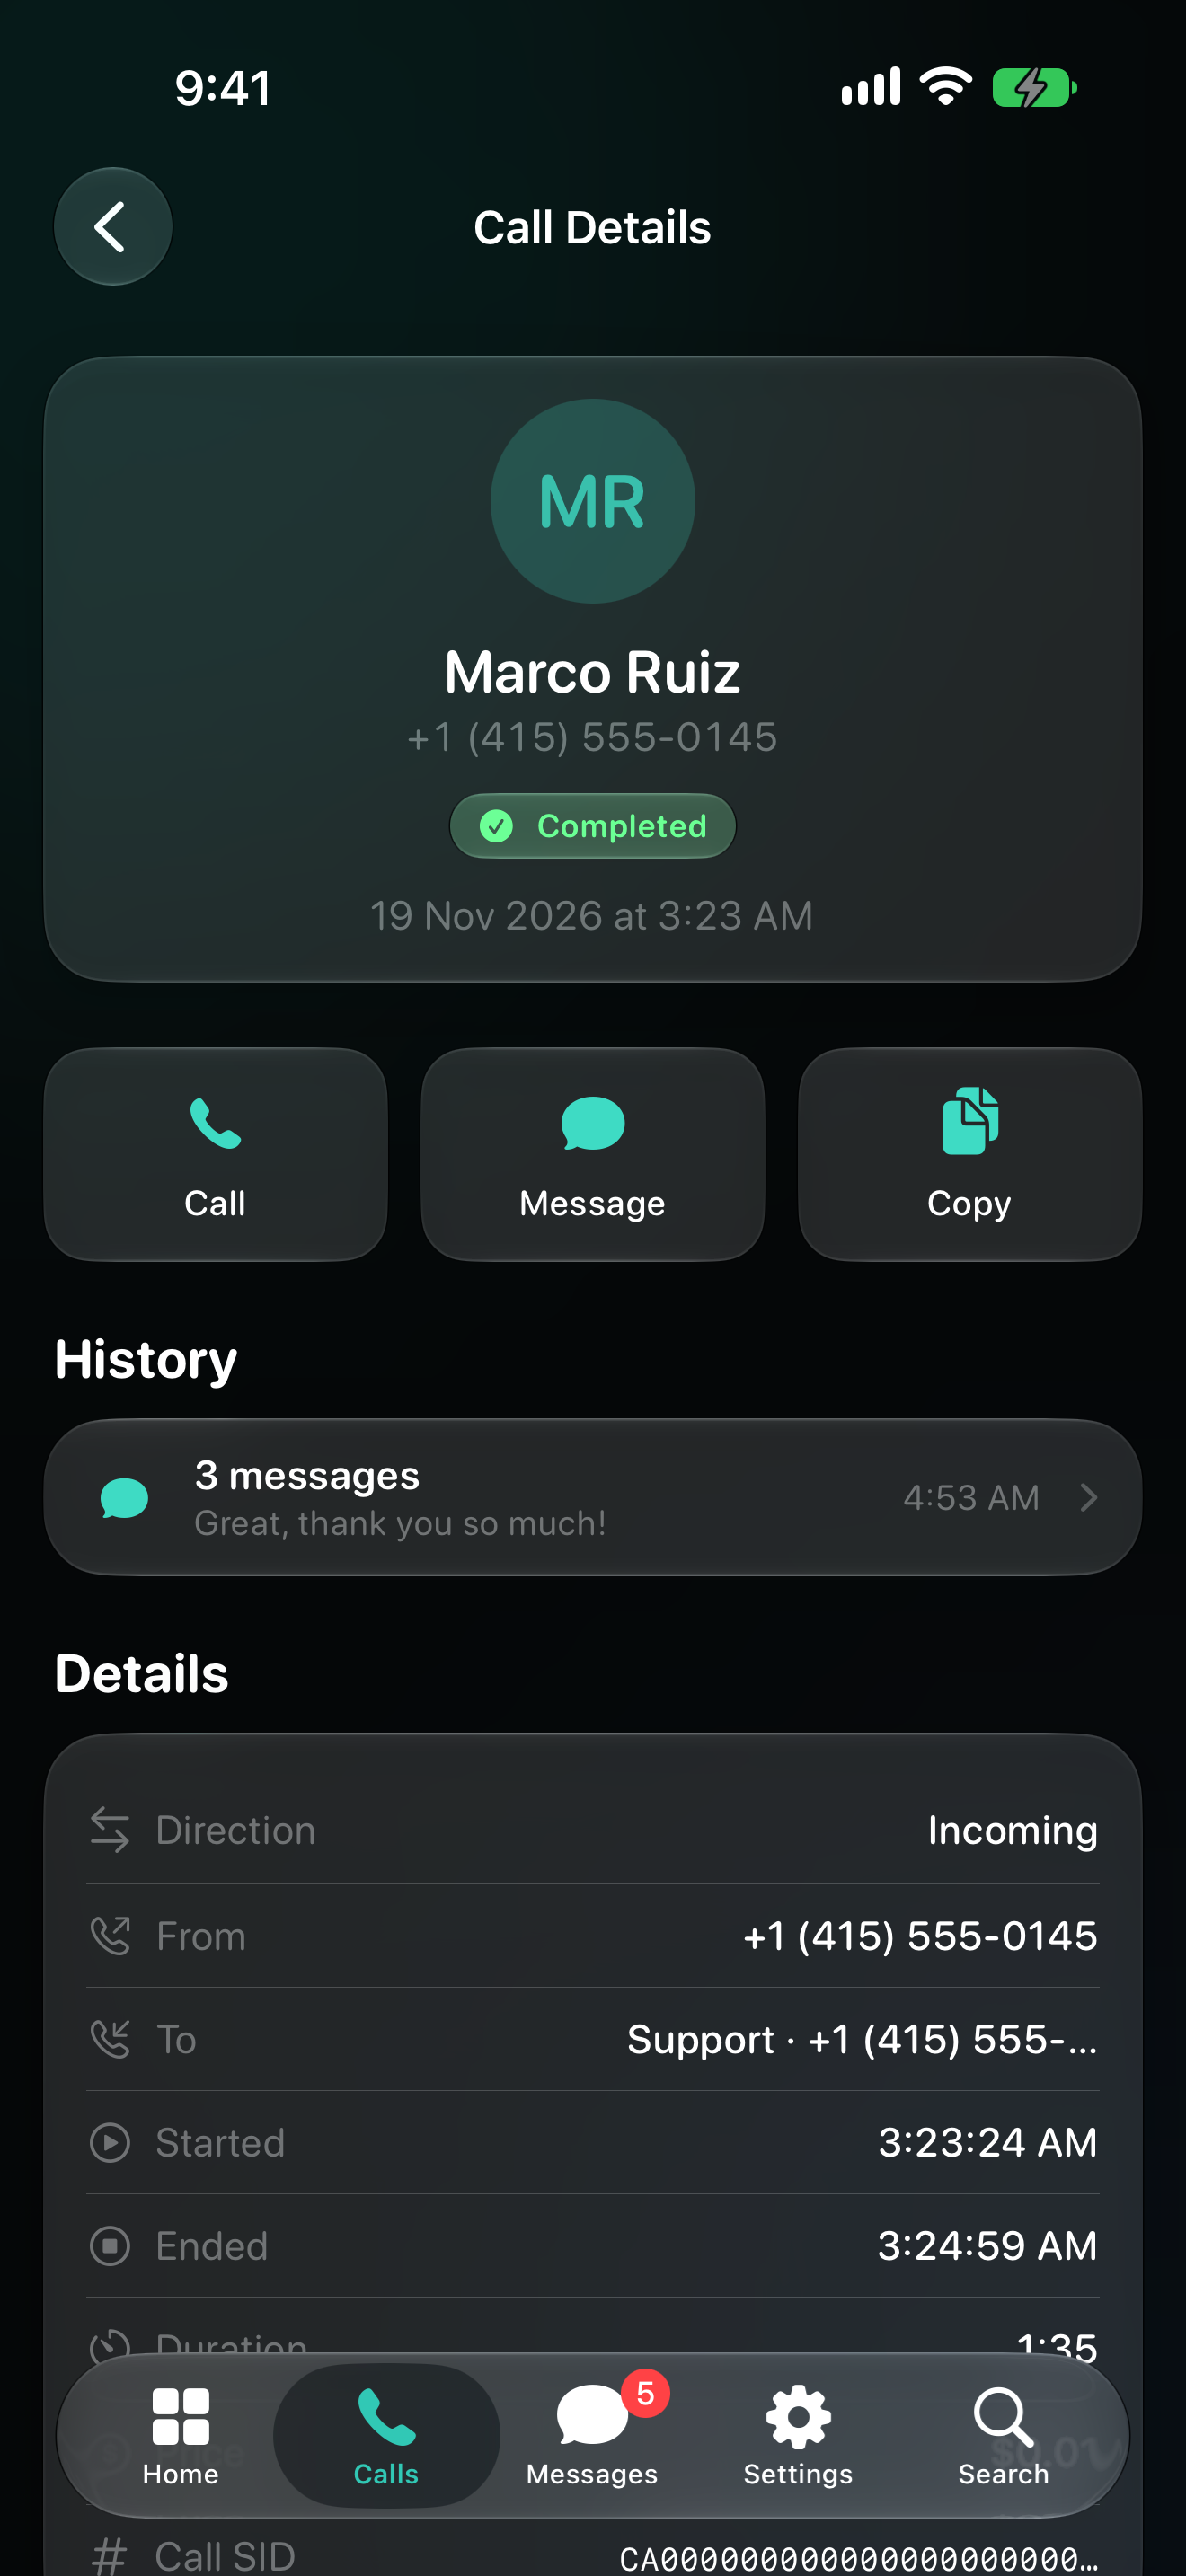 9:41
Call Details
MR
Marco Ruiz
+1 (415) 555-0145
Completed
19 Nov 2026 at 3:23 AM
Call
Message
Copy
History
3 messages
4:53 AM
Great, thank you so much!
Details
Direction
Incoming
From
+1 (415) 555-0145
To
Support · +1 (415) 555-...
Started
3:23:24 AM
Ended
3:24:59 AM
Duration
1:35
5
Price
Home
Calls
Messages
Settings
Search
Call SID